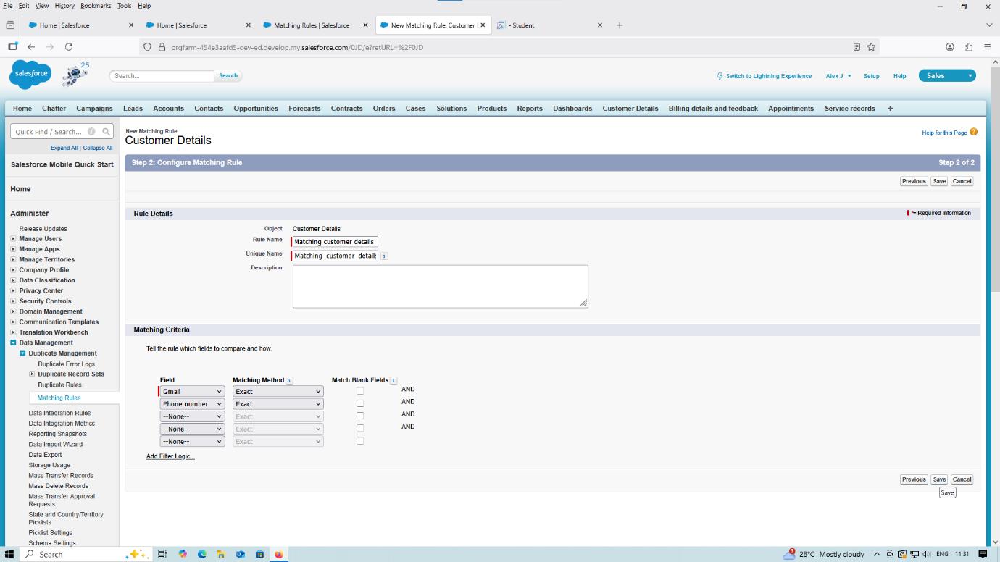 File Edit View History Bookmarks Tools Help
Home | Salesforce
Home | Salesforce
Matching Rules | Salesforce
New Matching Rule: Customer
- Student
orgfarm-454e3aafd5-dev-ed.develop.my.salesforce.com/0JD/e?retURL=%2F0JD
salesforce
'25
Search...
Search
Switch to Lightning Experience
Alex J
Setup
Help
Sales
Home Chatter Campaigns Leads Accounts Contacts Opportunities Forecasts Contracts Orders Cases Solutions Products Reports Dashboards Customer Details Billing details and feedback Appointments Service records +
Quick Find / Search...
Expand All | Collapse All
Salesforce Mobile Quick Start
Home
Administer
Release Updates
Manage Users
Manage Apps
Manage Territories
Company Profile
Data Classification
Privacy Center
Security Controls
Domain Management
Communication Templates
Translation Workbench
Data Management
Duplicate Management
Duplicate Error Logs
Duplicate Record Sets
Duplicate Rules
Matching Rules
Data Integration Rules
Data Integration Metrics
Reporting Snapshots
Data Import Wizard
Data Export
Storage Usage
Mass Transfer Records
Mass Delete Records
Mass Transfer Approval
Requests
State and Country/Territory
Picklists
Picklist Settings
Schema Settings
New Matching Rule
Customer Details
Help for this Page ?
Step 2: Configure Matching Rule
Step 2 of 2
Previous Save Cancel
Rule Details
= Required Information
Object Customer Details
Rule Name Matching customer details
Unique Name Matching_customer_details i
Description
Matching Criteria
Tell the rule which fields to compare and how.
Field Matching Method i Match Blank Fields i
Gmail Exact AND
Phone number Exact AND
--None-- Exact AND
--None-- Exact AND
--None-- Exact
Add Filter Logic...
Previous Save Cancel
Save
Search
28°C Mostly cloudy
ENG 11:31